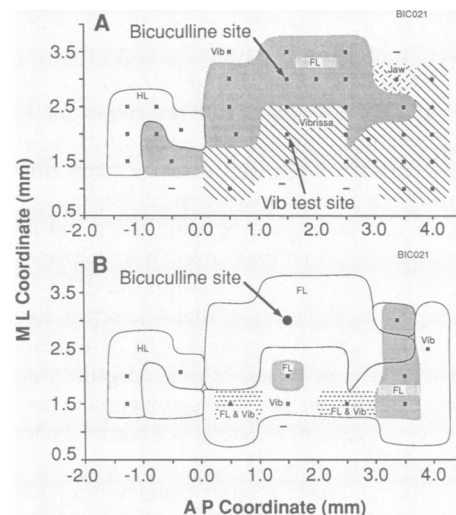 BIC021
A
Bicuculline site
3.5
Vib
FL
Jaw
HL
2.5
Vibrissa
1.5
Vib test site
0.5
-2.0 -1.0 0.0 1.0 2.0 3.0 4.0
BIC021
B
Bicuculline site
FL
3.5
HL
Vib
2.5
FL
FL
1.5
FL & Vib
Vib
FL & Vib
0.5
-2.0 -1.0 0.0 1.0 2.0 3.0 4.0
M L Coordinate (mm)
A P Coordinate (mm)